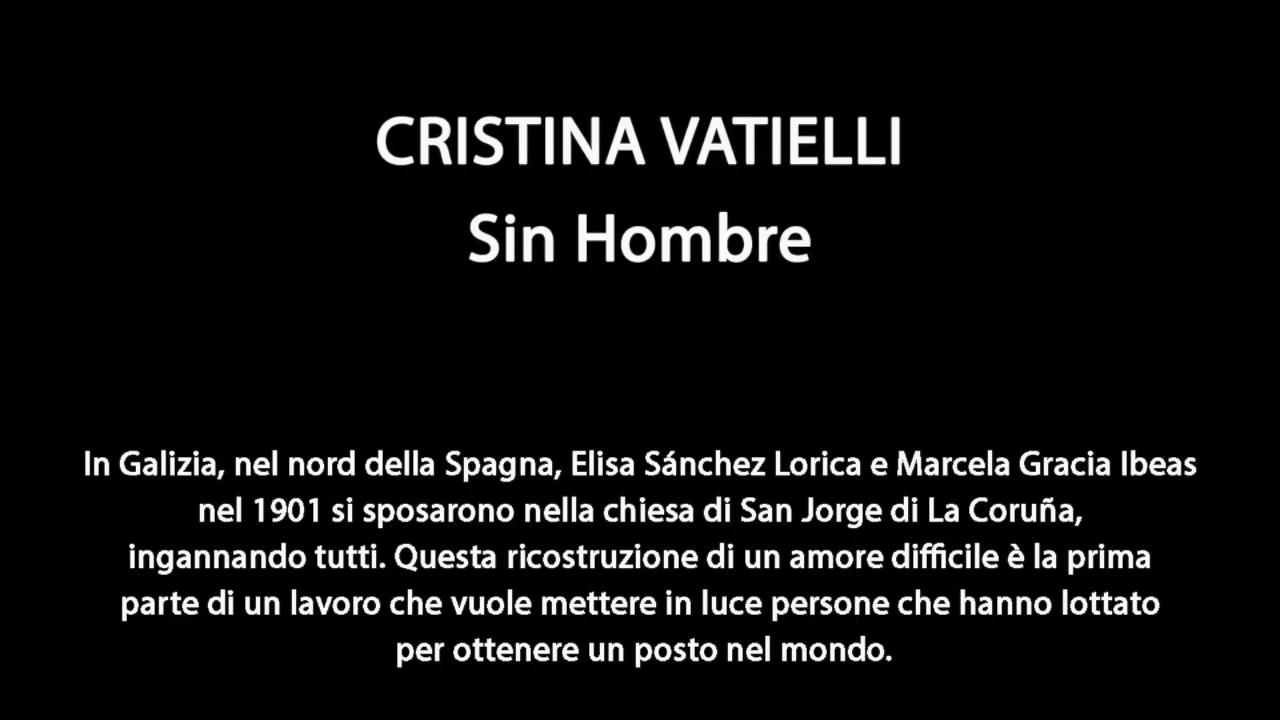 CRISTINA VATIELLI
Sin Hombre
In Galizia, nel nord della Spagna, Elisa Sánchez Lorica e Marcela Gracia Ibeas
nel 1901 si sposarono nella chiesa di San Jorge di La Coruña,
ingannando tutti. Questa ricostruzione di un amore difficile è la prima
parte di un lavoro che vuole mettere in luce persone che hanno lottato
per ottenere un posto nel mondo.